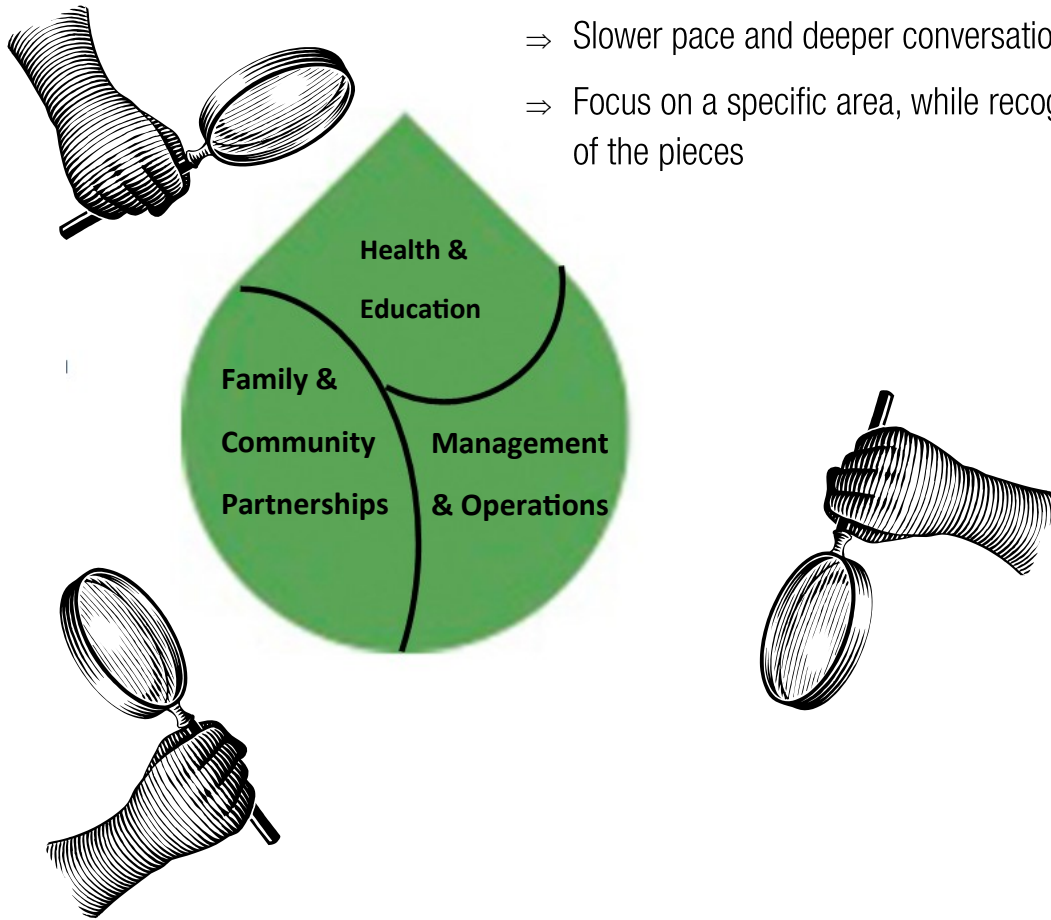 ⇒ Slower pace and deeper conversatio
⇒ Focus on a specific area, while recog
of the pieces
Health &
Education
Family &
Community
Partnerships
Management
& Operations